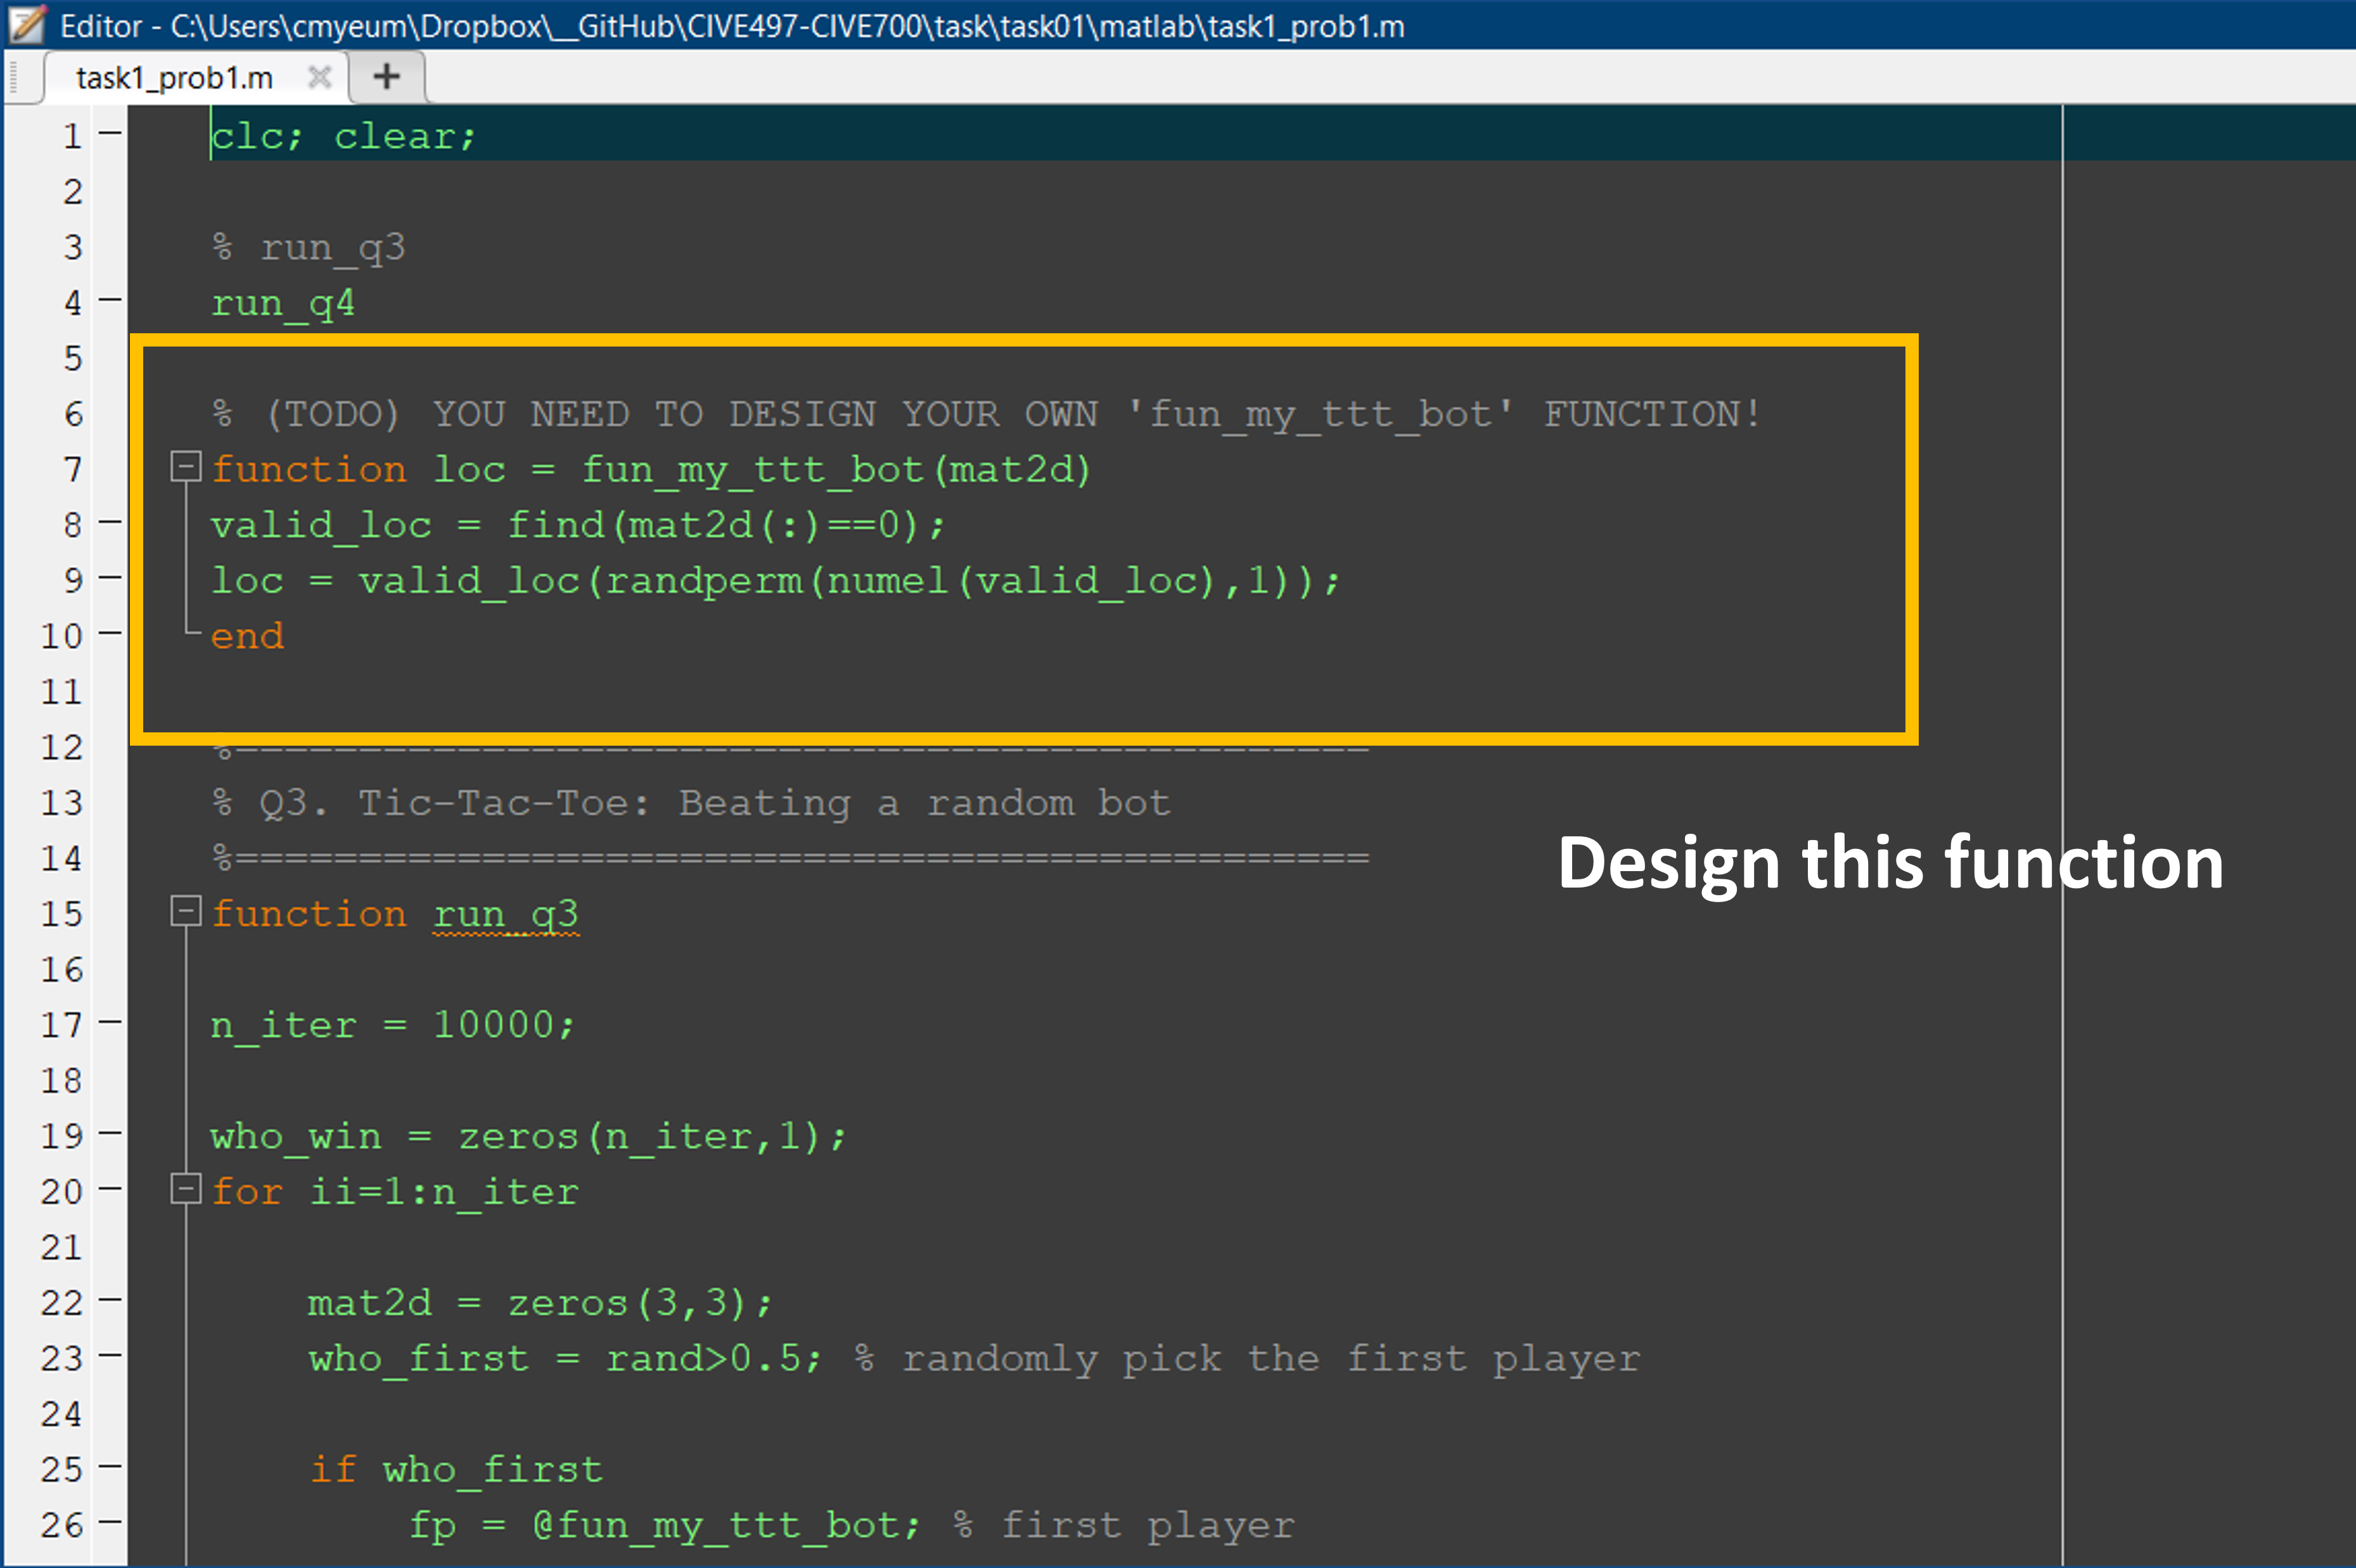 Editor - C:\Users\cmyeum\Dropbox\__GitHub\CIVE497-CIVE700\task\task01\matlab\task1_prob1.m
task1_prob1.m
1 clc; clear;
2
3 % run_q3
4 run_q4
5
6 % (TODO) YOU NEED TO DESIGN YOUR OWN 'fun_my_ttt_bot' FUNCTION!
7 function loc = fun_my_ttt_bot(mat2d)
8 valid_loc = find(mat2d(:)==0);
9 loc = valid_loc(randperm(numel(valid_loc),1));
10 end
11
12 %==============================================
13 % Q3. Tic-Tac-Toe: Beating a random bot
14 %==============================================
Design this function
15 function run_q3
16
17 n_iter = 10000;
18
19 who_win = zeros(n_iter,1);
20 for ii=1:n_iter
21
22 mat2d = zeros(3,3);
23 who_first = rand>0.5; % randomly pick the first player
24
25 if who_first
26 fp = @fun_my_ttt_bot; % first player